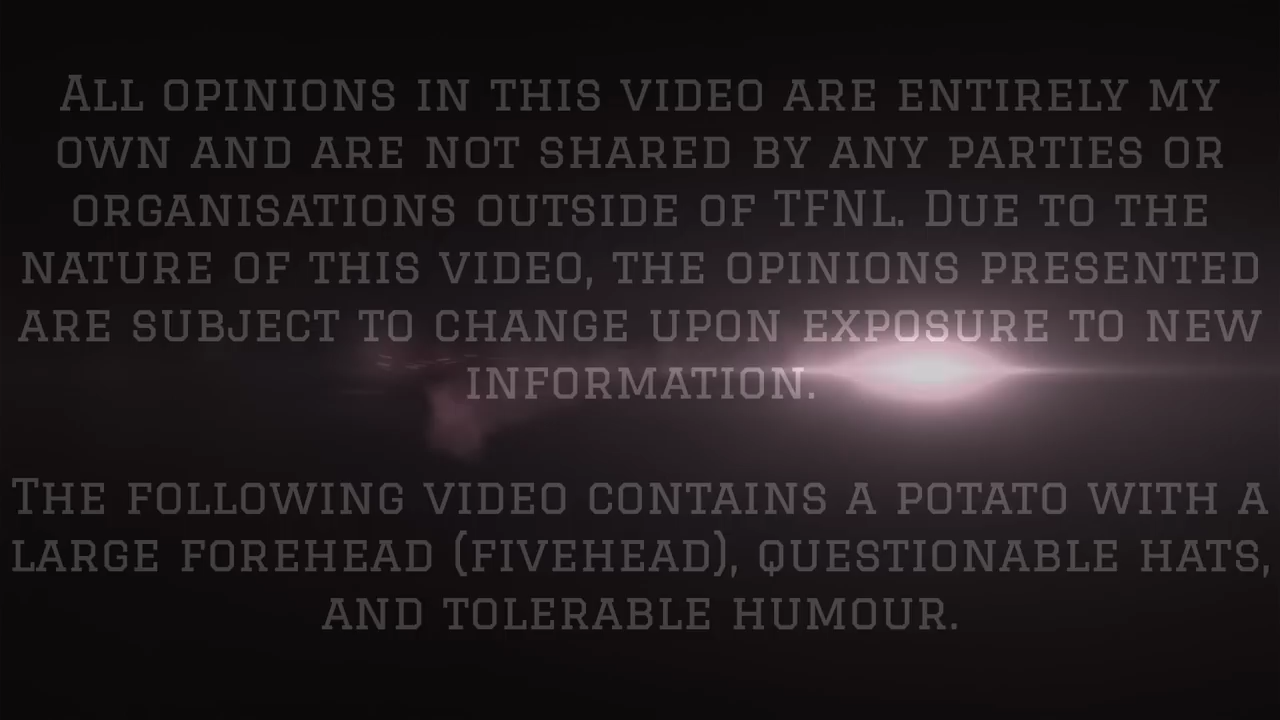 All opinions in this video are entirely my
own and are not shared by any parties or
organisations outside of TFNL. Due to the
nature of this video, the opinions presented
are subject to change upon exposure to new
information.
The following video contains a potato with a
large forehead (fivehead), questionable hats,
and tolerable humour.